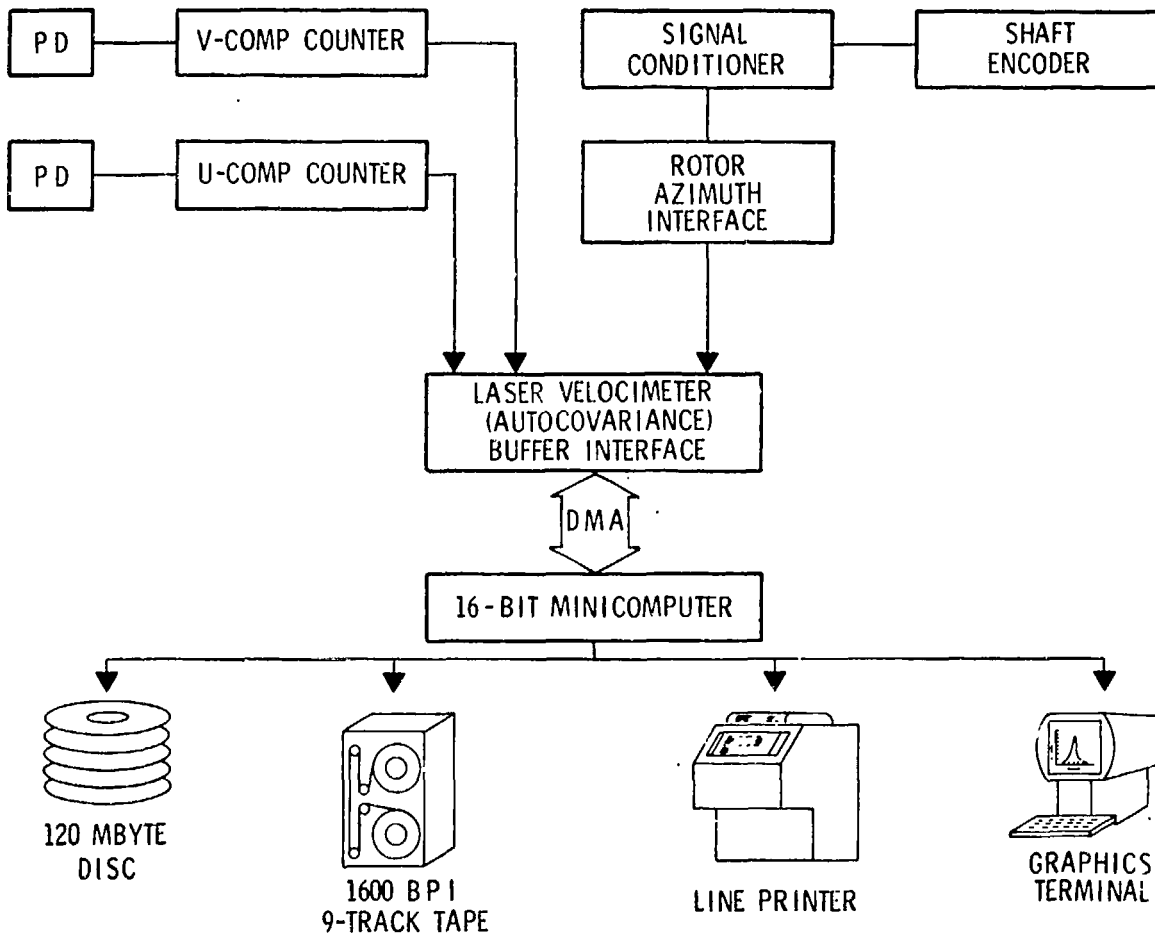 PD
V-COMP COUNTER
SIGNAL
CONDITIONER
SHAFT
ENCODER
PD
U-COMP COUNTER
ROTOR
AZIMUTH
INTERFACE
LASER VELOCIMETER
(AUTOCOVARIANCE)
BUFFER INTERFACE
DMA
16-BIT MINICOMPUTER
120 MBYTE
DISC
1600 BPI
9-TRACK TAPE
LINE PRINTER
GRAPHICS
TERMINAL